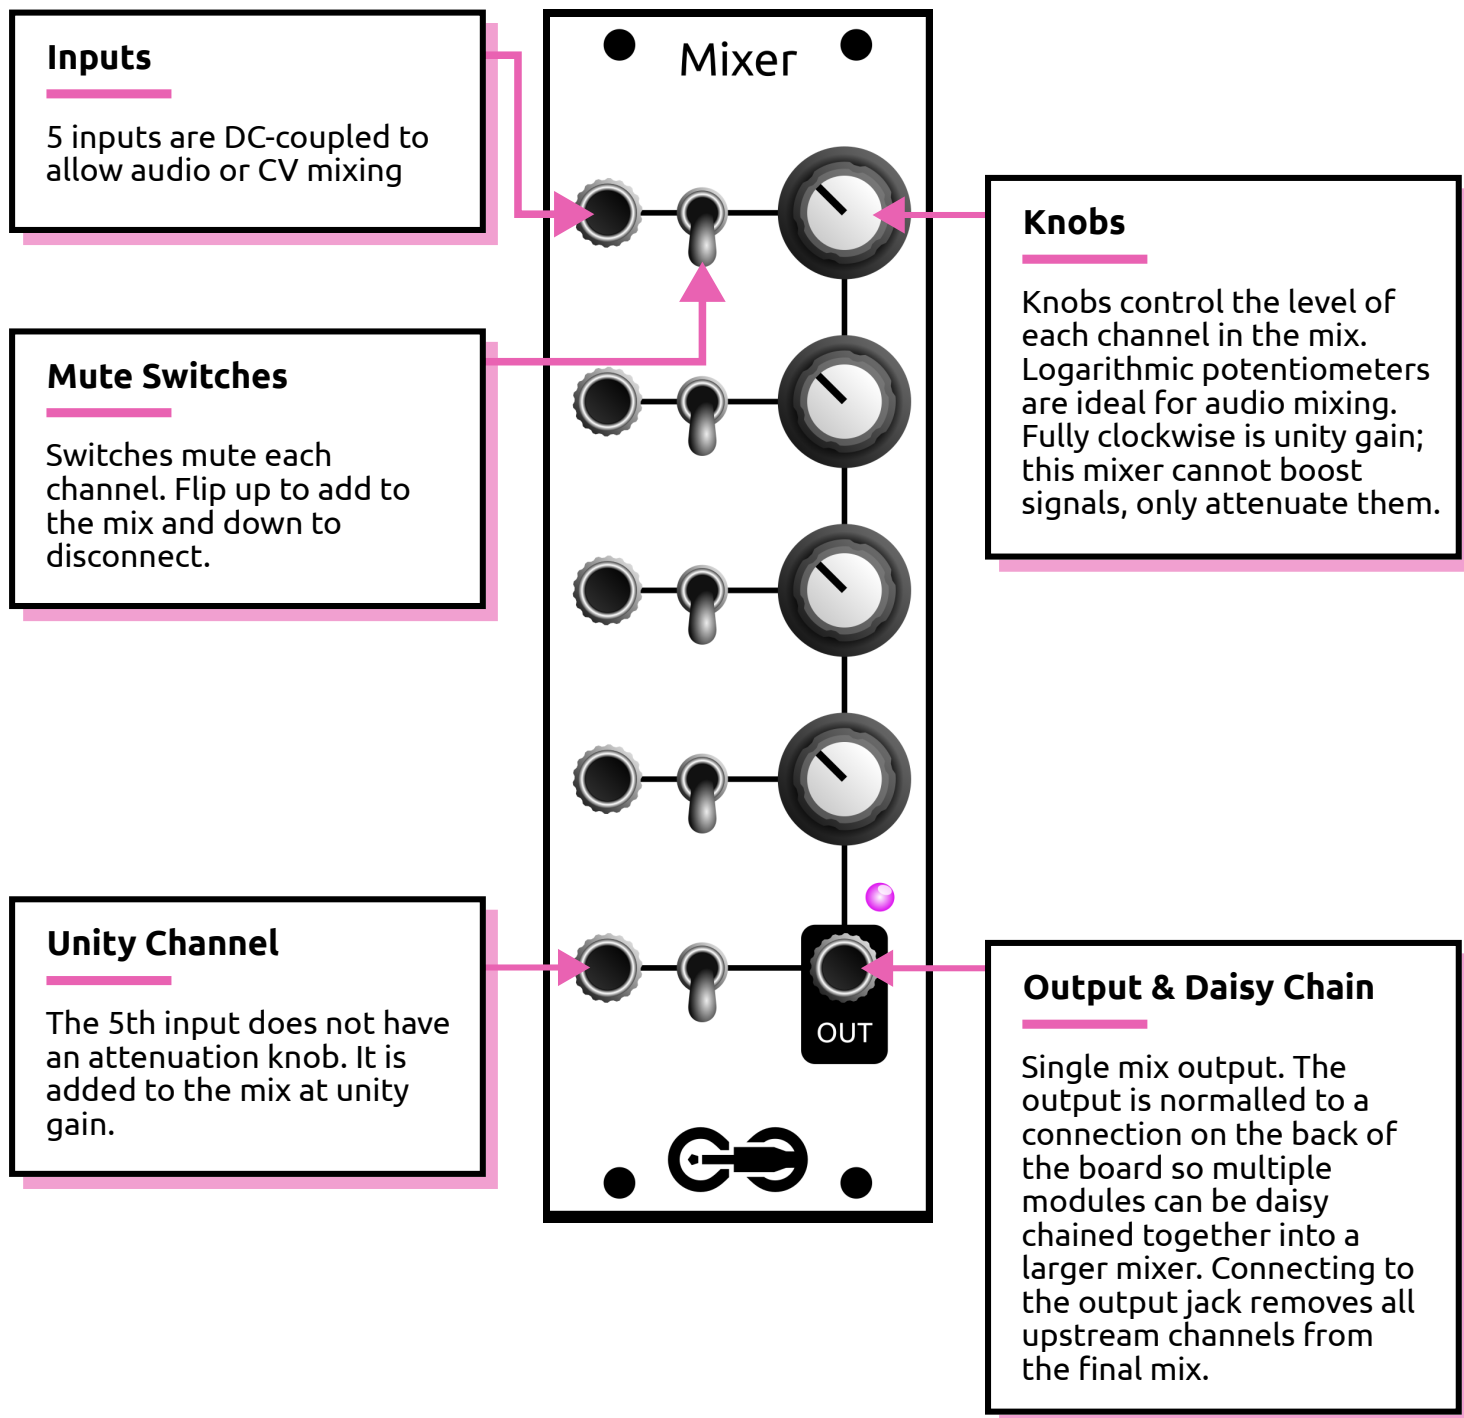 Mixer
Inputs
5 inputs are DC-coupled to
allow audio or CV mixing
Mute Switches
Switches mute each
channel. Flip up to add to
the mix and down to
disconnect.
Unity Channel
The 5th input does not have
an attenuation knob. It is
added to the mix at unity
gain.
Knobs
Knobs control the level of
each channel in the mix.
Logarithmic potentiometers
are ideal for audio mixing.
Fully clockwise is unity gain;
this mixer cannot boost
signals, only attenuate them.
OUT
Output & Daisy Chain
Single mix output. The
output is normalled to a
connection on the back of
the board so multiple
modules can be daisy
chained together into a
larger mixer. Connecting to
the output jack removes all
upstream channels from
the final mix.